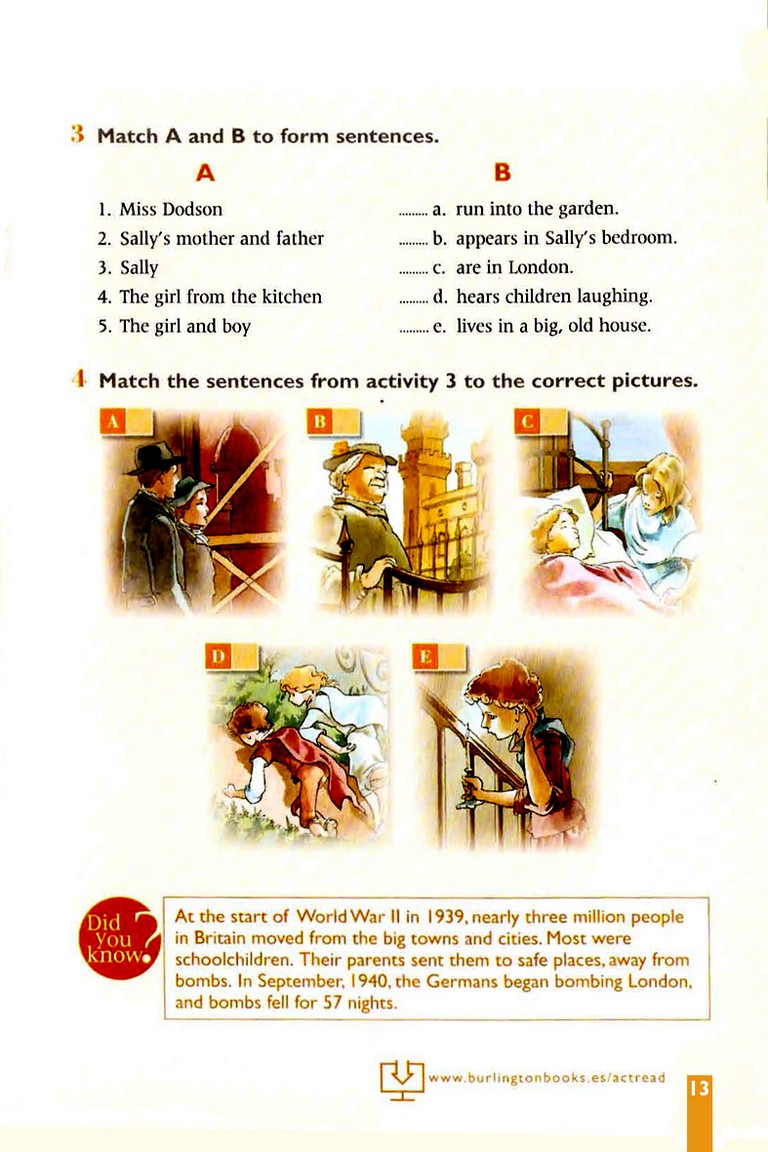 3 Match A and B to form sentences.
A B
1. Miss Dodson ......... a. run into the garden.
2. Sally's mother and father ......... b. appears in Sally's bedroom.
3. Sally ......... c. are in London.
4. The girl from the kitchen ......... d. hears children laughing.
5. The girl and boy ......... e. lives in a big, old house.
4 Match the sentences from activity 3 to the correct pictures.
A B C
D E
Did you know?
At the start of World War II in 1939, nearly three million people
in Britain moved from the big towns and cities. Most were
schoolchildren. Their parents sent them to safe places, away from
bombs. In September, 1940, the Germans began bombing London,
and bombs fell for 57 nights.
www.burlingtonbooks.es/actread
13